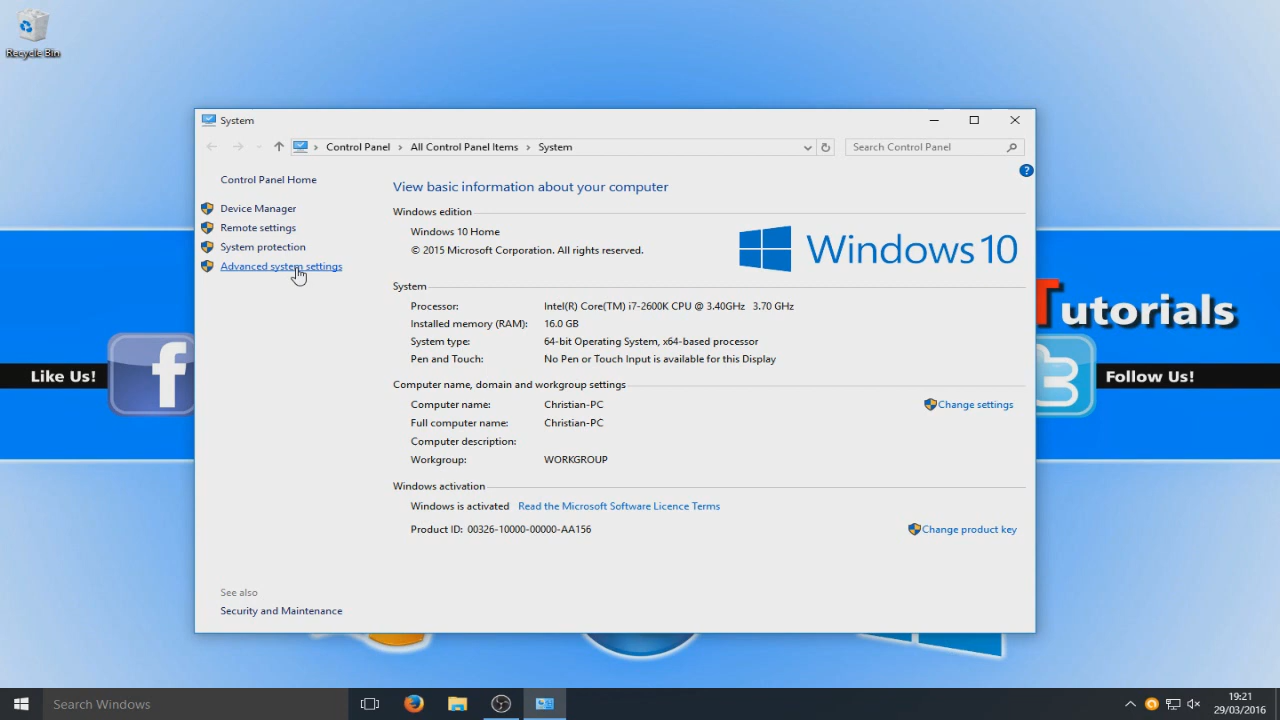 Recycle Bin
System
Control Panel > All Control Panel Items > System
Search Control Panel
Control Panel Home
Device Manager
Remote settings
System protection
Advanced system settings
View basic information about your computer
Windows edition
Windows 10 Home
© 2015 Microsoft Corporation. All rights reserved.
Windows 10
System
Processor: Intel(R) Core(TM) i7-2600K CPU @ 3.40GHz 3.70 GHz
Installed memory (RAM): 16.0 GB
System type: 64-bit Operating System, x64-based processor
Pen and Touch: No Pen or Touch Input is available for this Display
Computer name, domain and workgroup settings
Computer name: Christian-PC
Change settings
Full computer name: Christian-PC
Computer description:
Workgroup: WORKGROUP
Windows activation
Windows is activated Read the Microsoft Software Licence Terms
Product ID: 00326-10000-00000-AA156
Change product key
See also
Security and Maintenance
Tutorials
Like Us!
Follow Us!
Search Windows
19:21
29/03/2016